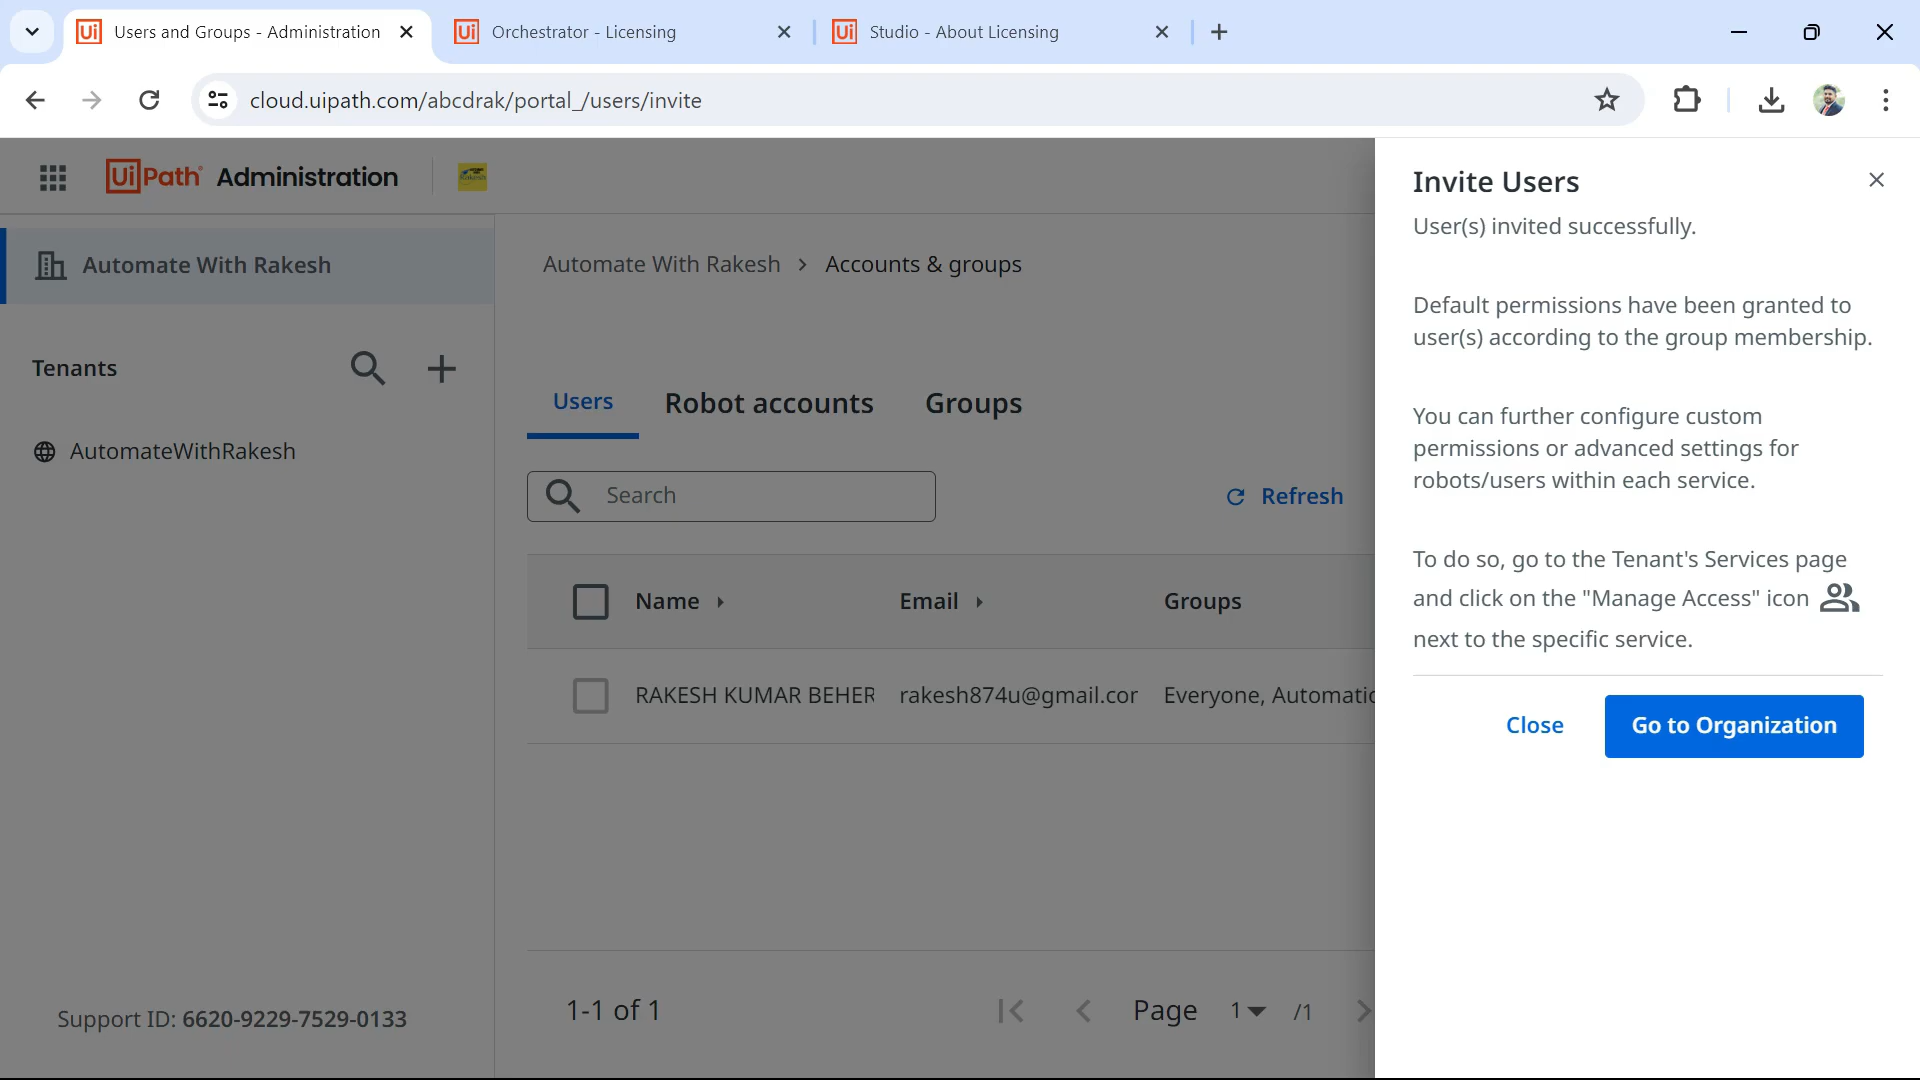 Users and Groups - Administration
Orchestrator - Licensing
Studio - About Licensing
cloud.uipath.com/abcdrak/portal_/users/invite
UiPath Administration
Automate With Rakesh
Tenants
AutomateWithRakesh
Support ID: 6620-9229-7529-0133
Automate With Rakesh > Accounts & groups
Users
Robot accounts
Groups
Search
Refresh
Name
Email
Groups
RAKESH KUMAR BEHER
rakesh874u@gmail.cor
Everyone, Automatic
1-1 of 1
Page 1 /1
Invite Users
User(s) invited successfully.
Default permissions have been granted to
user(s) according to the group membership.
You can further configure custom
permissions or advanced settings for
robots/users within each service.
To do so, go to the Tenant's Services page
and click on the "Manage Access" icon
next to the specific service.
Close
Go to Organization